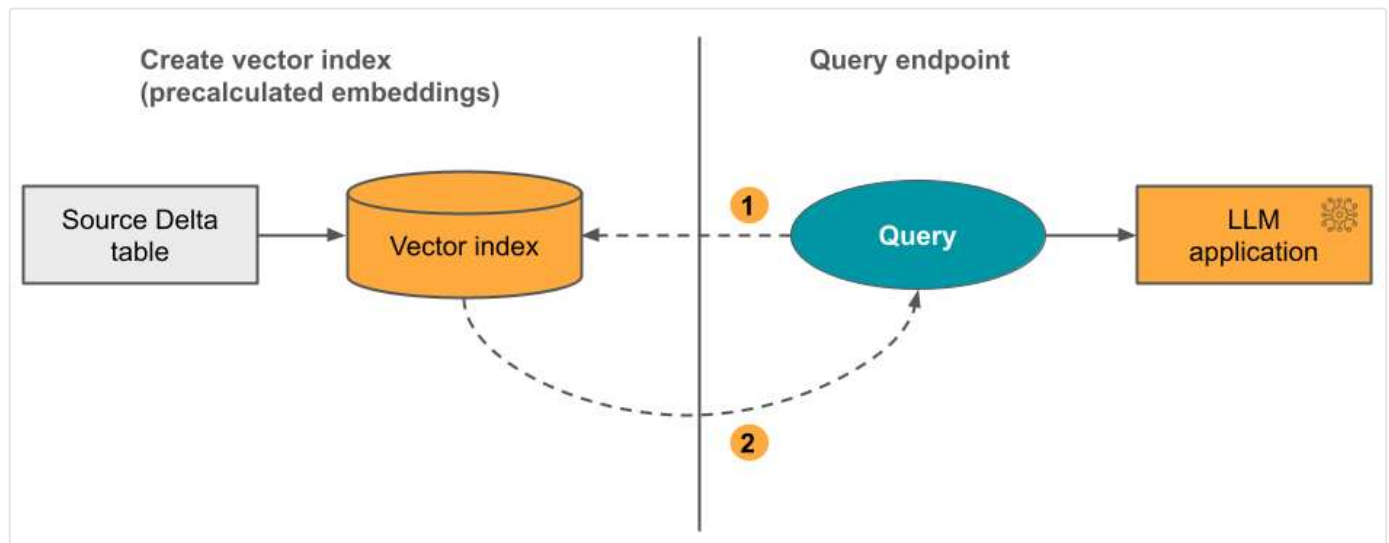 Create vector index
(precalculated embeddings)
Query endpoint
Source Delta
table
Vector index
1
Query
LLM
application
2